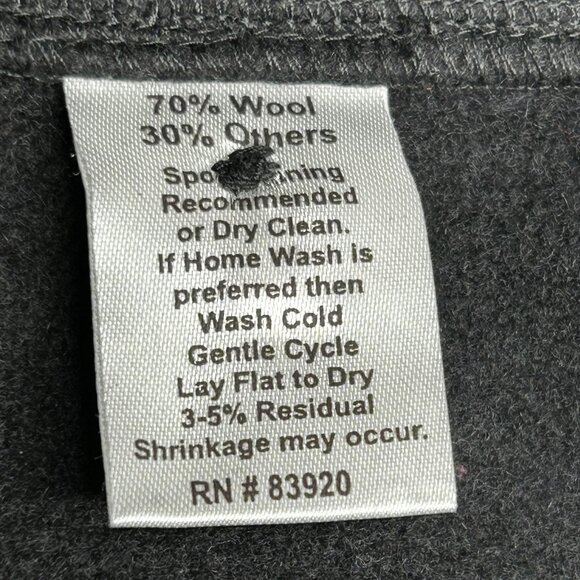 70% Wool
30% Others
Recommended
or Dry Clean.
If Home Wash is
preferred then
Wash Cold
Gentle Cycle
Lay Flat to Dry
3-5% Residual
Shrinkage may occur.
RN # 83920